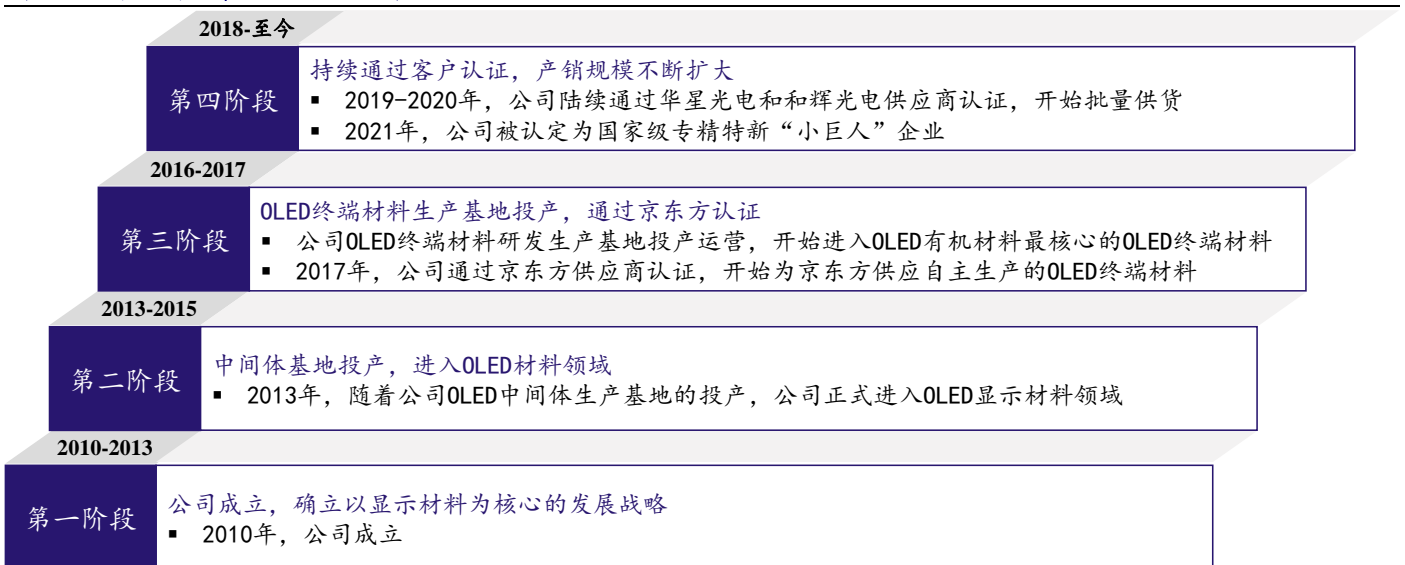 2018-至今
第四阶段
持续通过客户认证，产销规模不断扩大
▪ 2019-2020年，公司陆续通过华星光电和和辉光电供应商认证，开始批量供货
▪ 2021年，公司被认定为国家级专精特新“小巨人”企业
2016-2017
第三阶段
OLED终端材料生产基地投产，通过京东方认证
▪ 公司OLED终端材料研发生产基地投产运营，开始进入OLED有机材料最核心的OLED终端材料
▪ 2017年，公司通过京东方供应商认证，开始为京东方供应自主生产的OLED终端材料
2013-2015
第二阶段
中间体基地投产，进入OLED材料领域
▪ 2013年，随着公司OLED中间体生产基地的投产，公司正式进入OLED显示材料领域
2010-2013
第一阶段
公司成立，确立以显示材料为核心的发展战略
▪ 2010年，公司成立